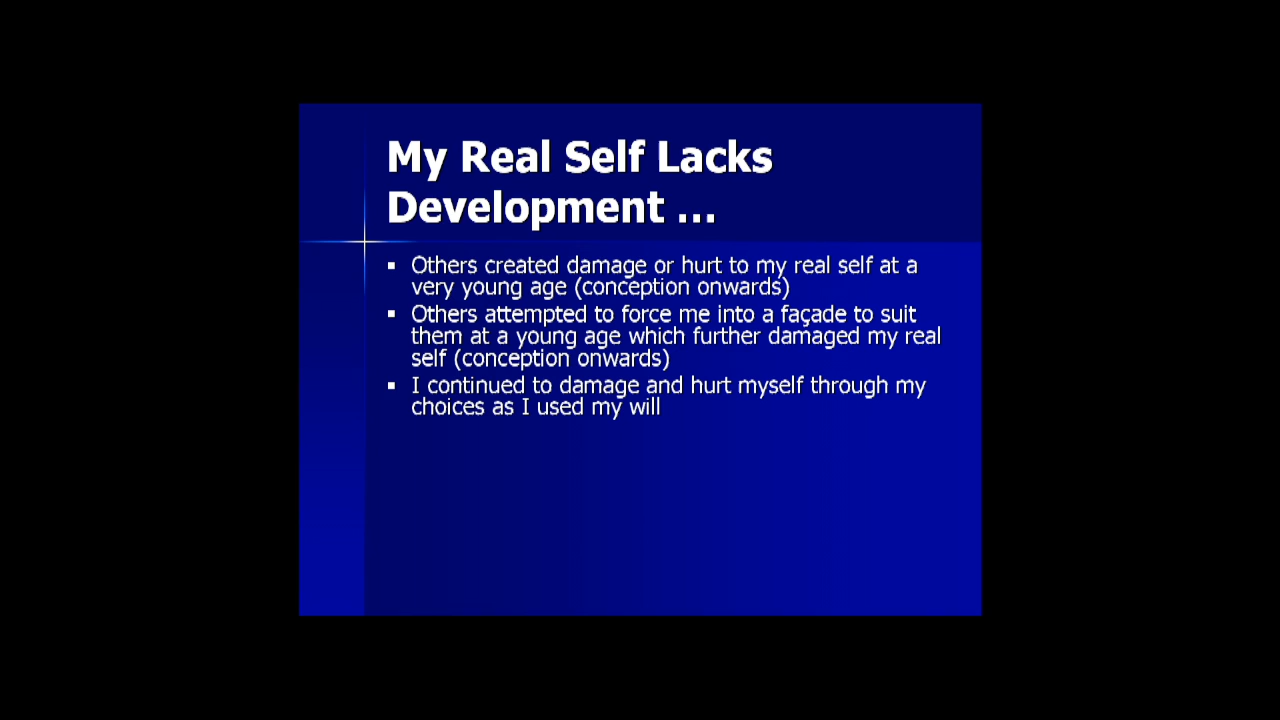 My Real Self Lacks
Development ...
▪ Others created damage or hurt to my real self at a
very young age (conception onwards)
▪ Others attempted to force me into a façade to suit
them at a young age which further damaged my real
self (conception onwards)
▪ I continued to damage and hurt myself through my
choices as I used my will